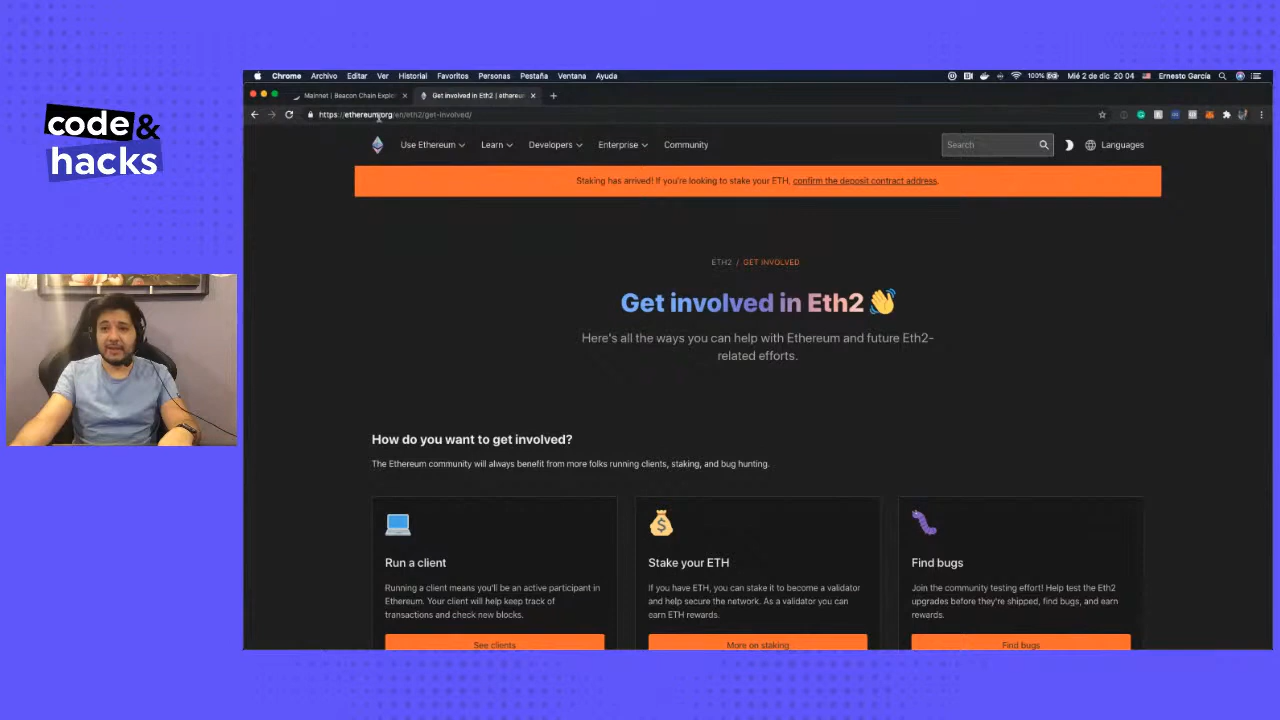 code&
hacks
Chrome Archivo Editar Ver Historial Favoritos Personas Pestaña Ventana Ayuda
100% Mié 2 de dic 20 04 Ernesto García
Mainnet | Beacon Chain Explo
Get involved in Eth2 | ethereu
https://ethereum.org/en/eth2/get-involved/
Use Ethereum Learn Developers Enterprise Community
Search
Languages
Staking has arrived! If you're looking to stake your ETH, confirm the deposit contract address.
ETH2 / GET INVOLVED
Get involved in Eth2
Here's all the ways you can help with Ethereum and future Eth2-
related efforts.
How do you want to get involved?
The Ethereum community will always benefit from more folks running clients, staking, and bug hunting.
Run a client
Running a client means you'll be an active participant in
Ethereum. Your client will help keep track of
transactions and check new blocks.
See clients
Stake your ETH
If you have ETH, you can stake it to become a validator
and help secure the network. As a validator you can
earn ETH rewards.
More on staking
Find bugs
Join the community testing effort! Help test the Eth2
upgrades before they're shipped, find bugs, and earn
rewards.
Find bugs